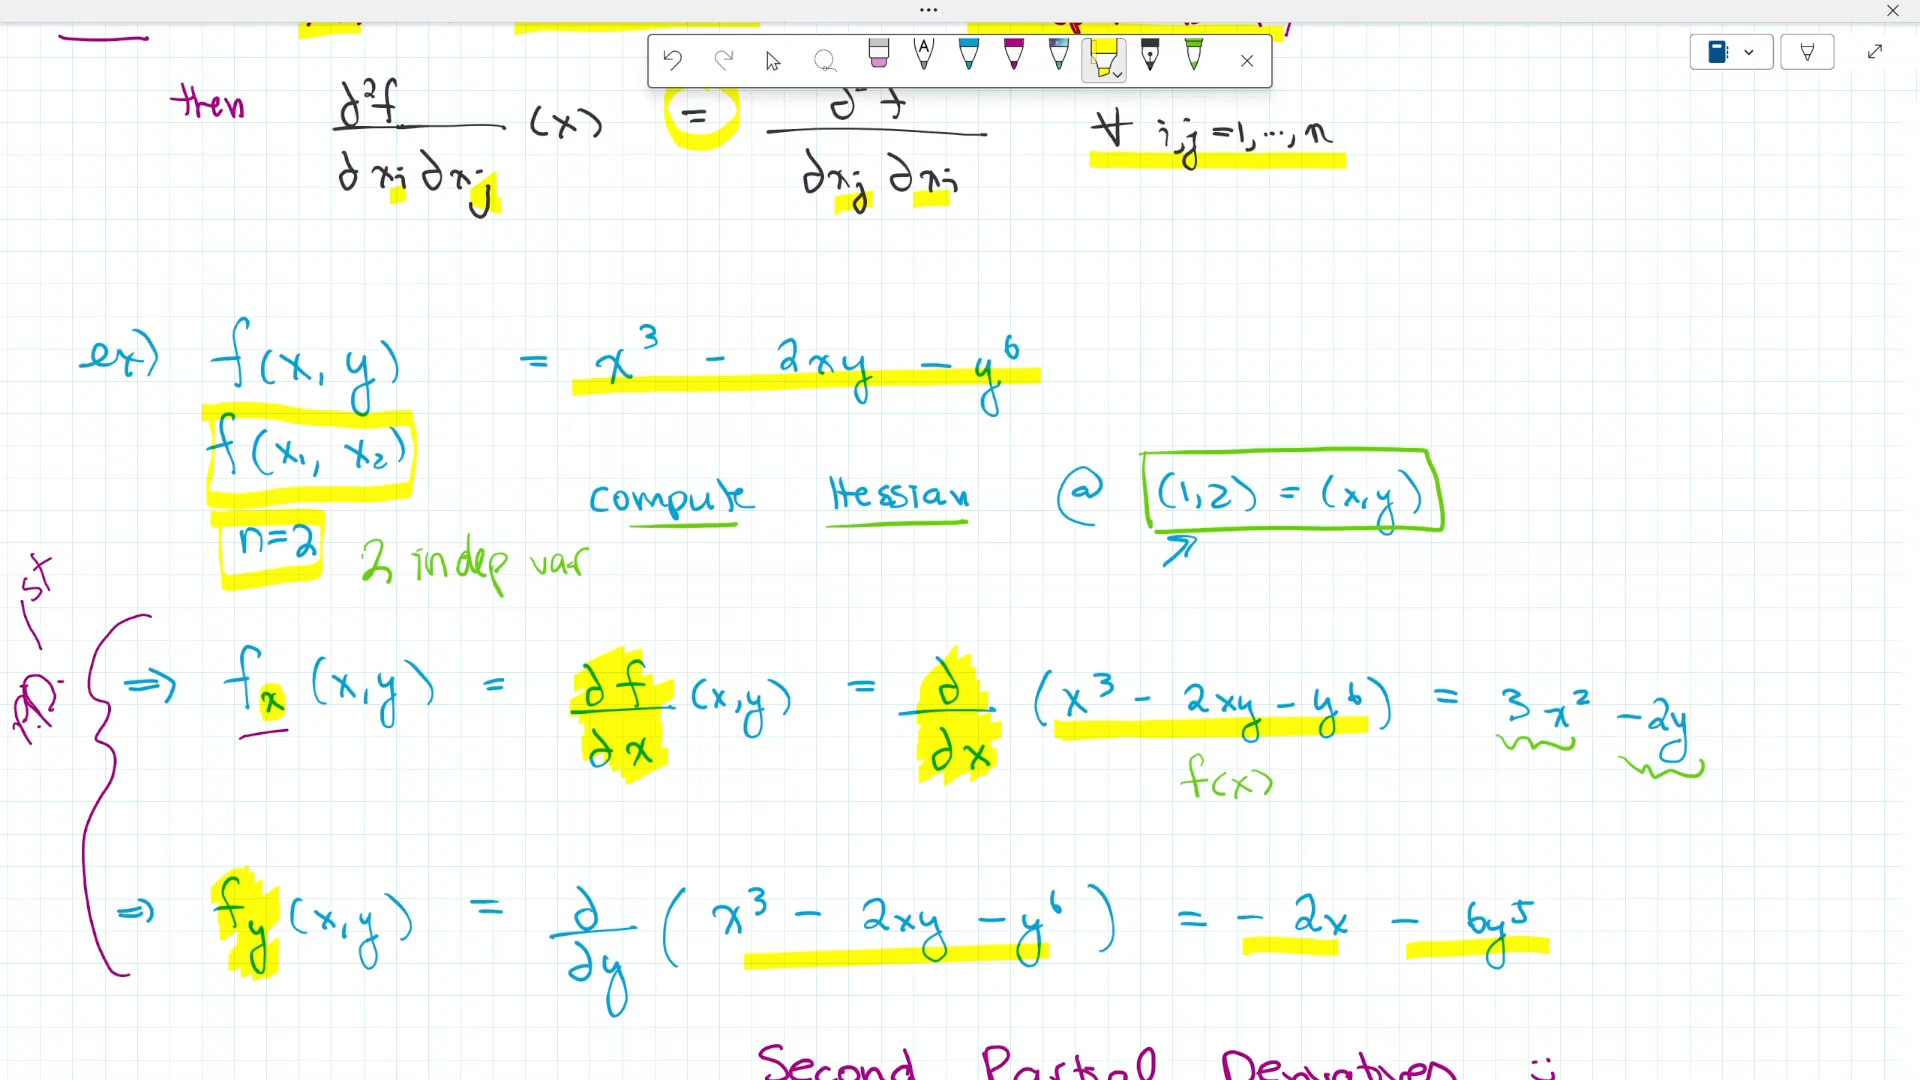 then ∂²f / ∂xi ∂xj (x) = ∂²f / ∂xj ∂xi ∀ i,j = 1, ..., n
ex) f(x, y) = x³ - 2xy - y⁶
f(x₁, x₂)
compute Hessian @ (1,2) = (x,y)
n=2 2 indep var
1st
⇒ fx (x,y) = ∂f/∂x (x,y) = ∂/∂x (x³ - 2xy - y⁶) = 3x² - 2y
f(x)
⇒ fy (x,y) = ∂/∂y (x³ - 2xy - y⁶) = - 2x - 6y⁵
Second Partial Derivatives :)